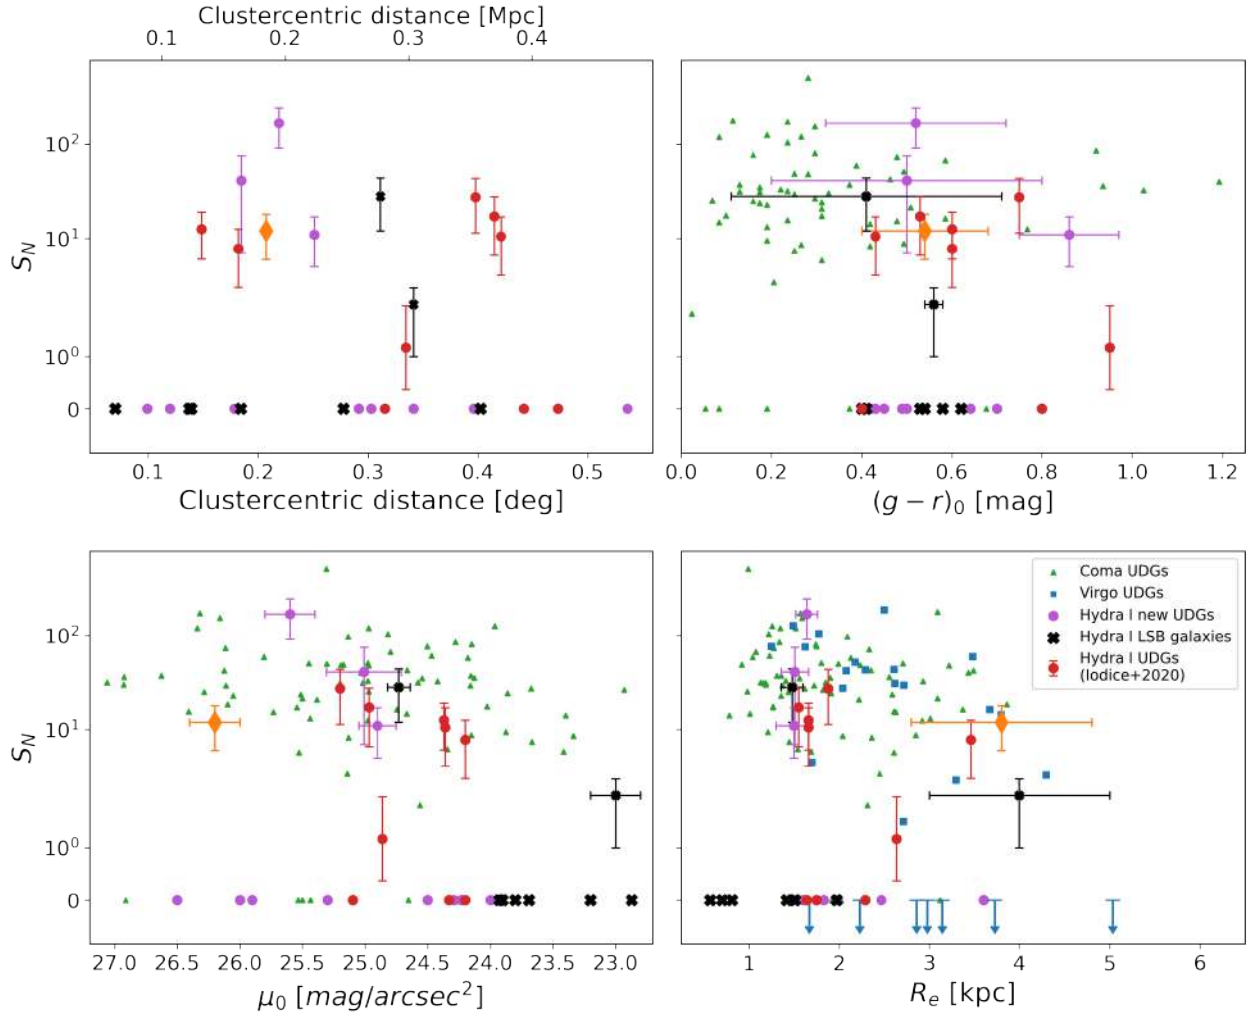 Clustercentric distance [Mpc]
0.1 0.2 0.3 0.4
S_N
10²
10¹
10⁰
0
0.1 0.2 0.3 0.4 0.5
Clustercentric distance [deg]
0.0 0.2 0.4 0.6 0.8 1.0 1.2
(g − r)₀ [mag]
S_N
10²
10¹
10⁰
0
27.0 26.5 26.0 25.5 25.0 24.5 24.0 23.5 23.0
μ₀ [mag/arcsec²]
Coma UDGs
Virgo UDGs
Hydra I new UDGs
Hydra I LSB galaxies
Hydra I UDGs
(Iodice+2020)
1 2 3 4 5 6
R_e [kpc]